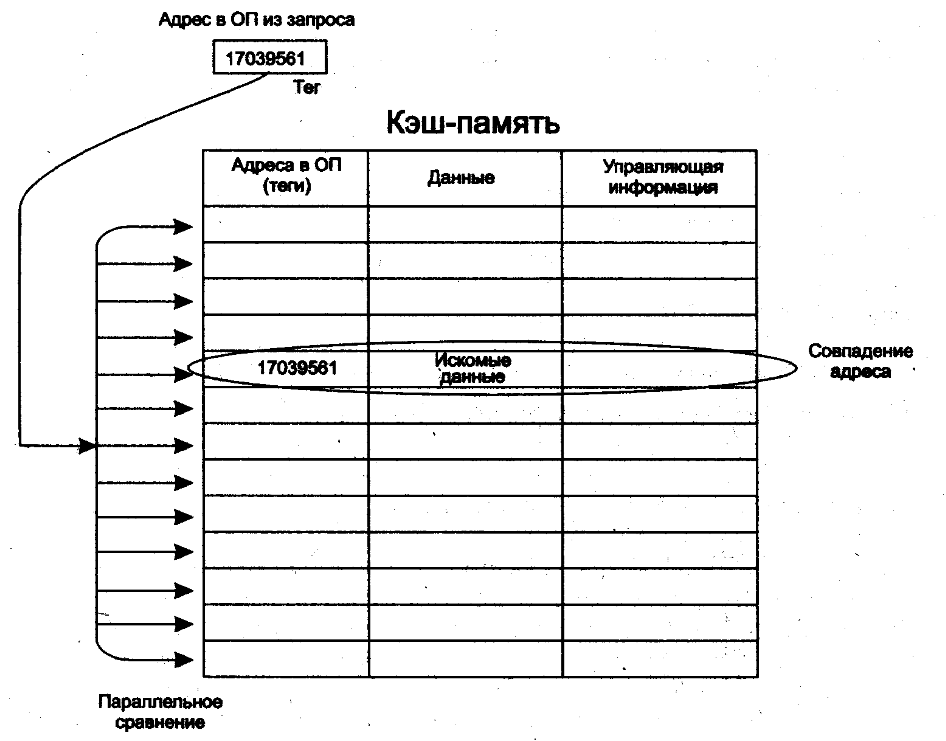 Адрес в ОП из запроса
17039561
Тег
Кэш-память
Адреса в ОП
(теги)
Данные
Управляющая
информация
17039561
Искомые
данные
Совпадение
адреса
Параллельное
сравнение